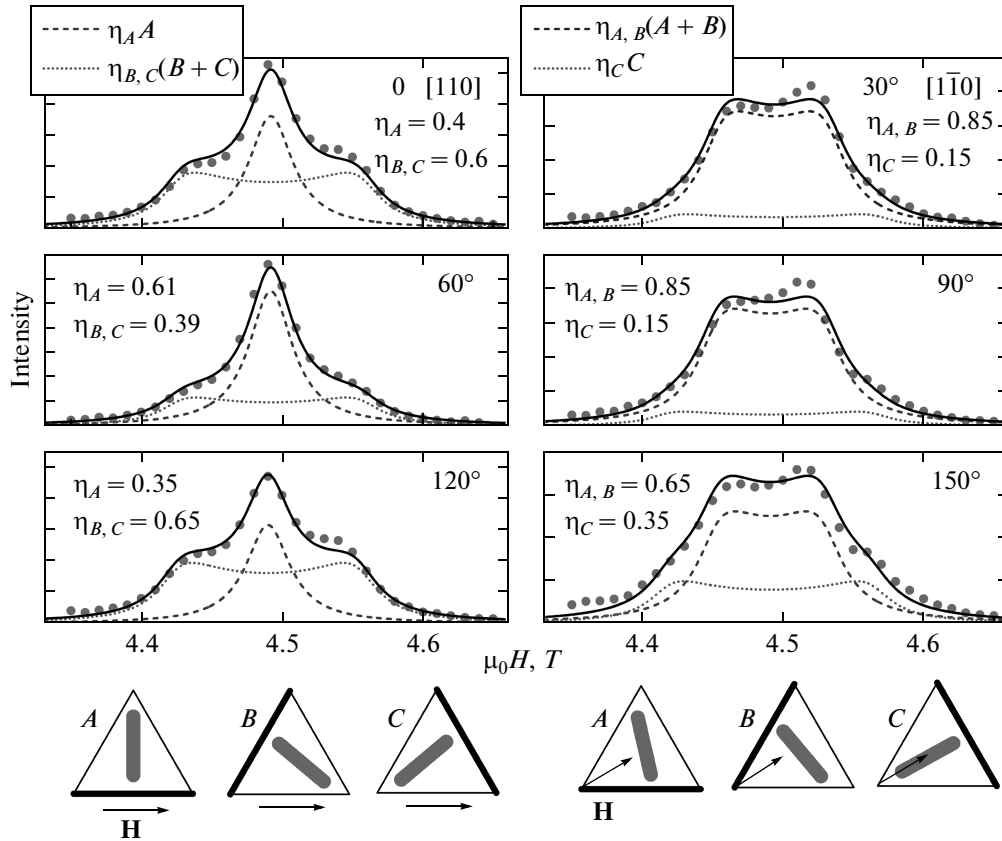 η_A A
η_{B, C}(B + C)
η_{A, B}(A + B)
η_C C
0 [110]
η_A = 0.4
η_{B, C} = 0.6
30° [11̅0]
η_{A, B} = 0.85
η_C = 0.15
Intensity
η_A = 0.61
η_{B, C} = 0.39
60°
η_{A, B} = 0.85
η_C = 0.15
90°
η_A = 0.35
η_{B, C} = 0.65
120°
η_{A, B} = 0.65
η_C = 0.35
150°
4.4 4.5 4.6 4.4 4.5 4.6
μ₀H, T
A B C A B C
H H